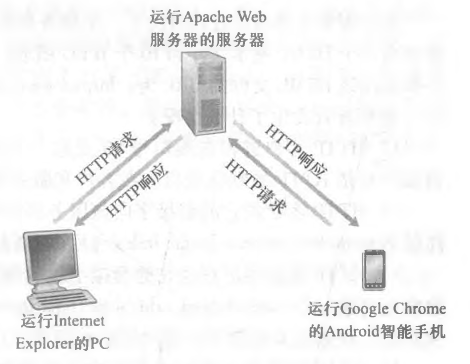 运行Apache Web
服务器的服务器
HTTP请求
HTTP响应
HTTP响应
HTTP请求
运行Internet
Explorer的PC
运行Google Chrome
的Android智能手机